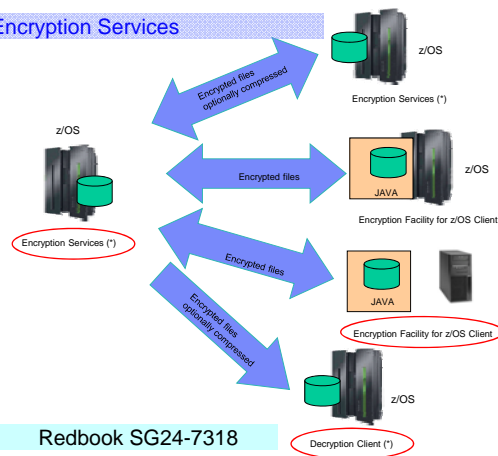 Encryption Services
z/OS
Encrypted files
optionally compressed
Encryption Services (*)
z/OS
Encrypted files
JAVA
z/OS
Encryption Facility for z/OS Client
Encryption Services (*)
Encrypted files
JAVA
Encryption Facility for z/OS Client
Encrypted files
optionally compressed
z/OS
Redbook SG24-7318
Decryption Client (*)